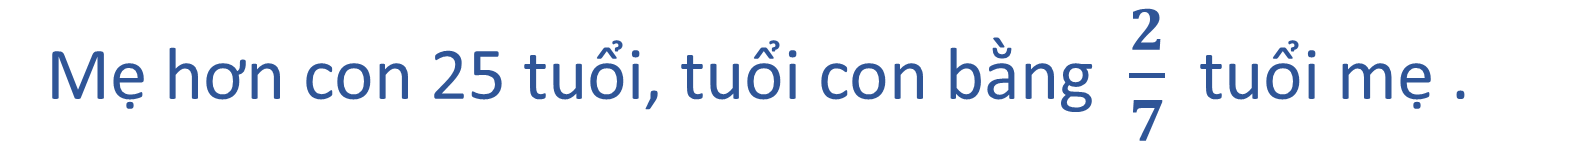 Mẹ hơn con 25 tuổi, tuổi con bằng 2/7 tuổi mẹ .